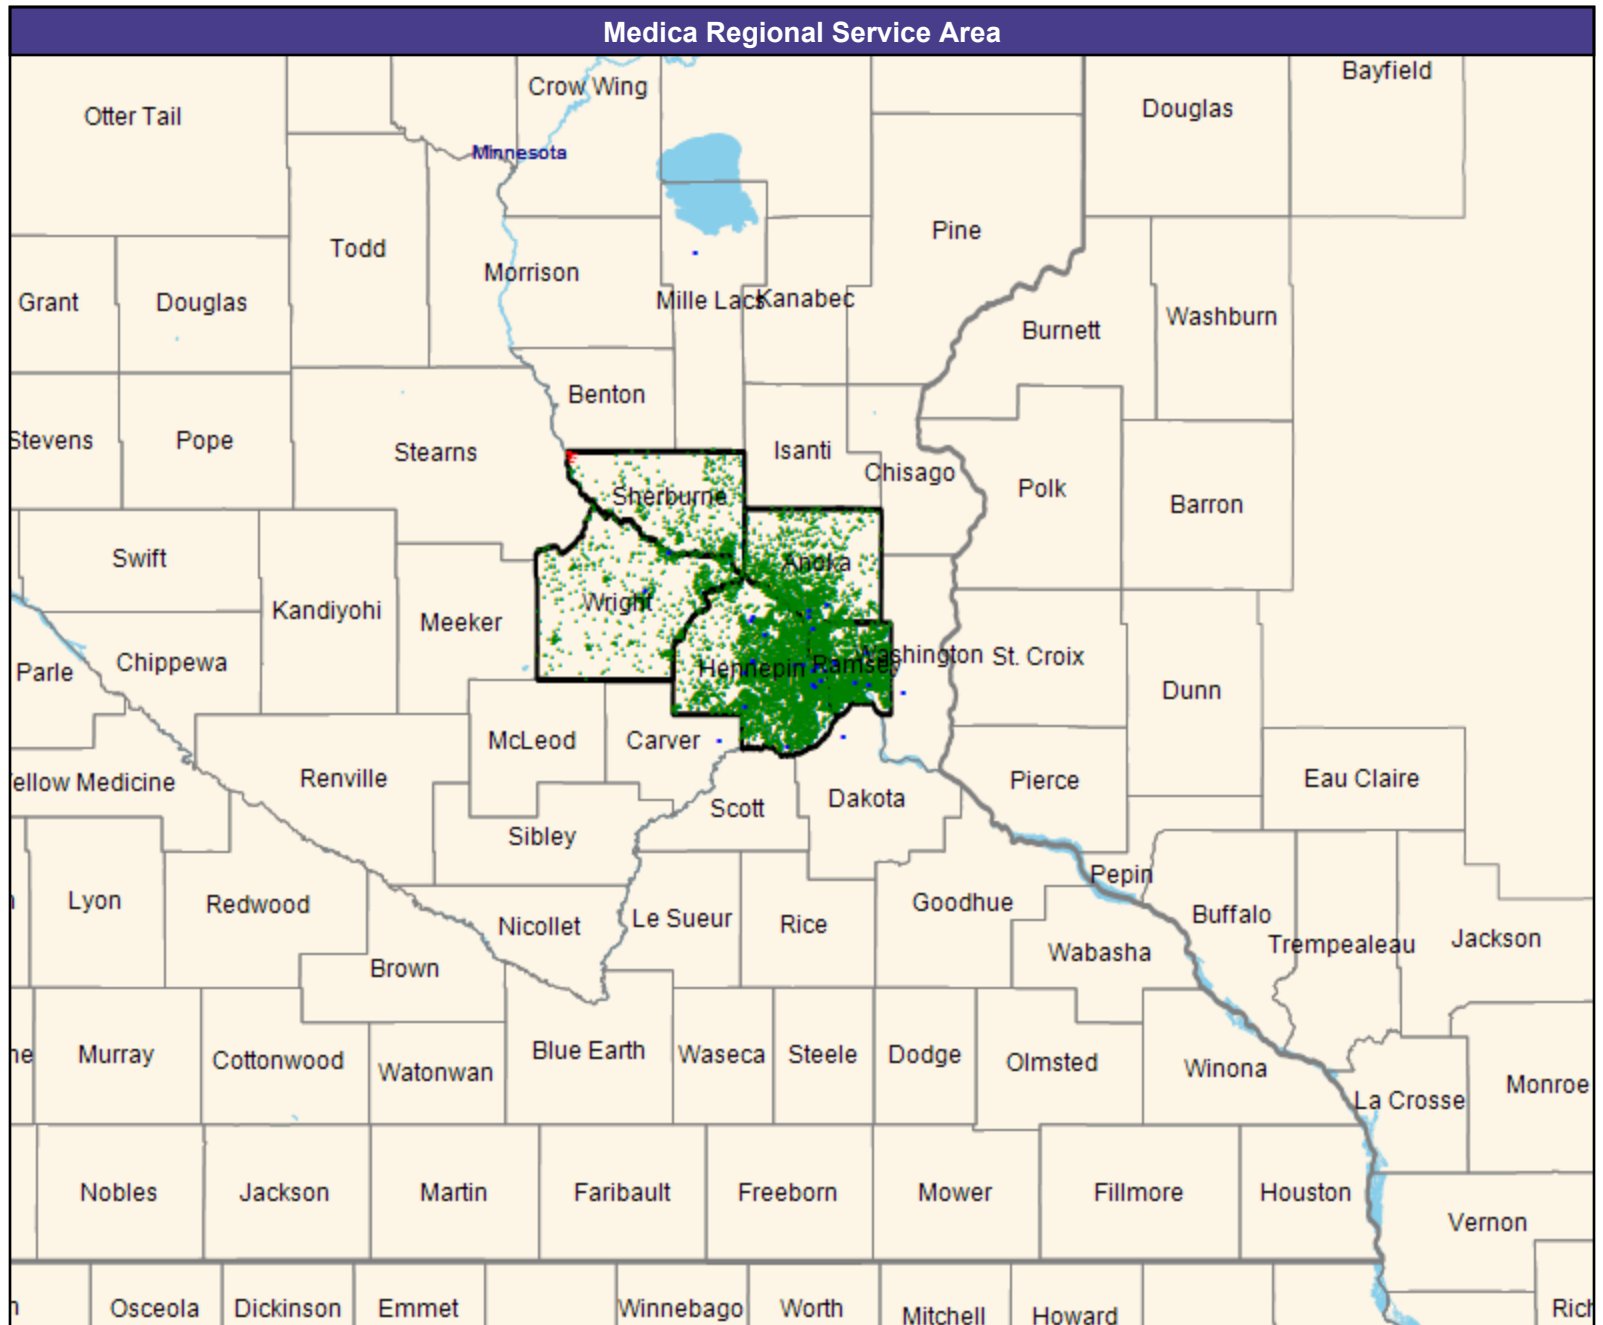 Medica Regional Service Area
Bayfield
Crow Wing
Douglas
Otter Tail
Minnesota
Pine
Todd
Morrison
Grant
Douglas
Mille Lacs
Kanabec
Washburn
Burnett
Benton
Stevens
Pope
Stearns
Isanti
Chisago
Polk
Sherburne
Barron
Swift
Anoka
Wright
Kandiyohi
Meeker
Washington
St. Croix
Chippewa
Hennepin
Ramsey
Parle
Dunn
McLeod
Carver
Renville
Pierce
Eau Claire
ellow Medicine
Scott
Dakota
Sibley
Pepin
Lyon
Redwood
Goodhue
Buffalo
Nicollet
Le Sueur
Rice
Trempealeau
Jackson
Wabasha
Brown
ne
Murray
Cottonwood
Watonwan
Blue Earth
Waseca
Steele
Dodge
Olmsted
Winona
Monroe
La Crosse
Nobles
Jackson
Martin
Faribault
Freeborn
Mower
Fillmore
Houston
Vernon
n
Osceola
Dickinson
Emmet
Winnebago
Worth
Mitchell
Howard
Rich